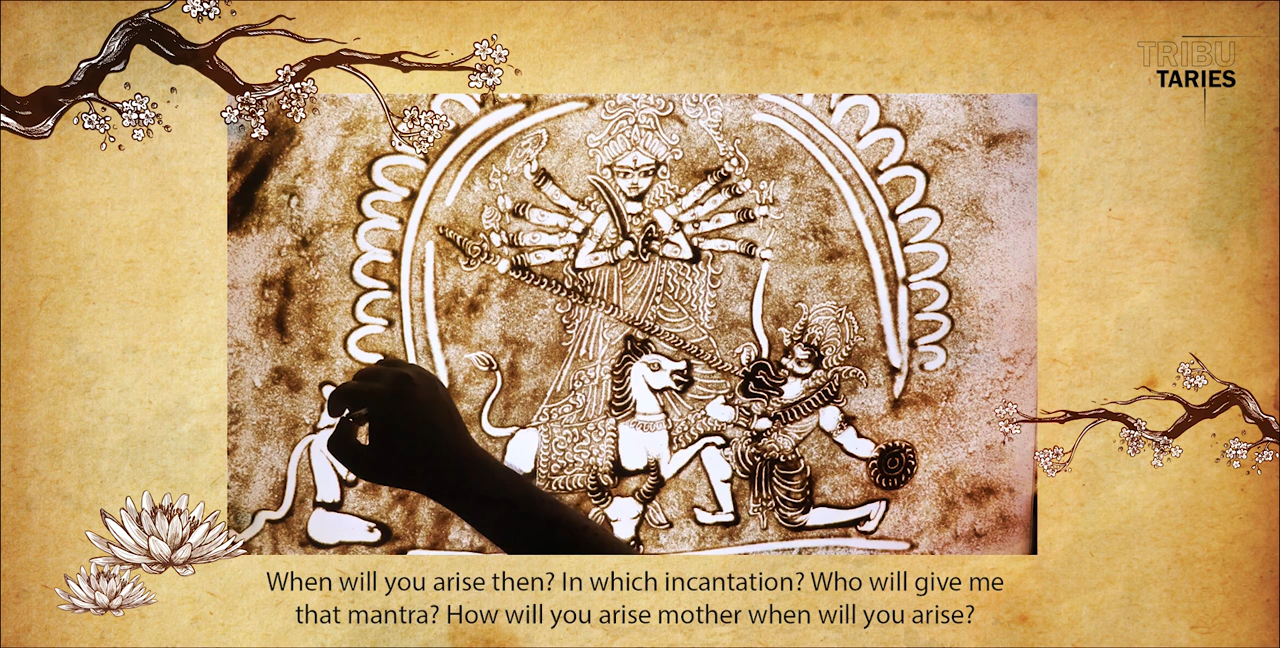 TRIBU
TARIES
When will you arise then? In which incantation? Who will give me
that mantra? How will you arise mother when will you arise?